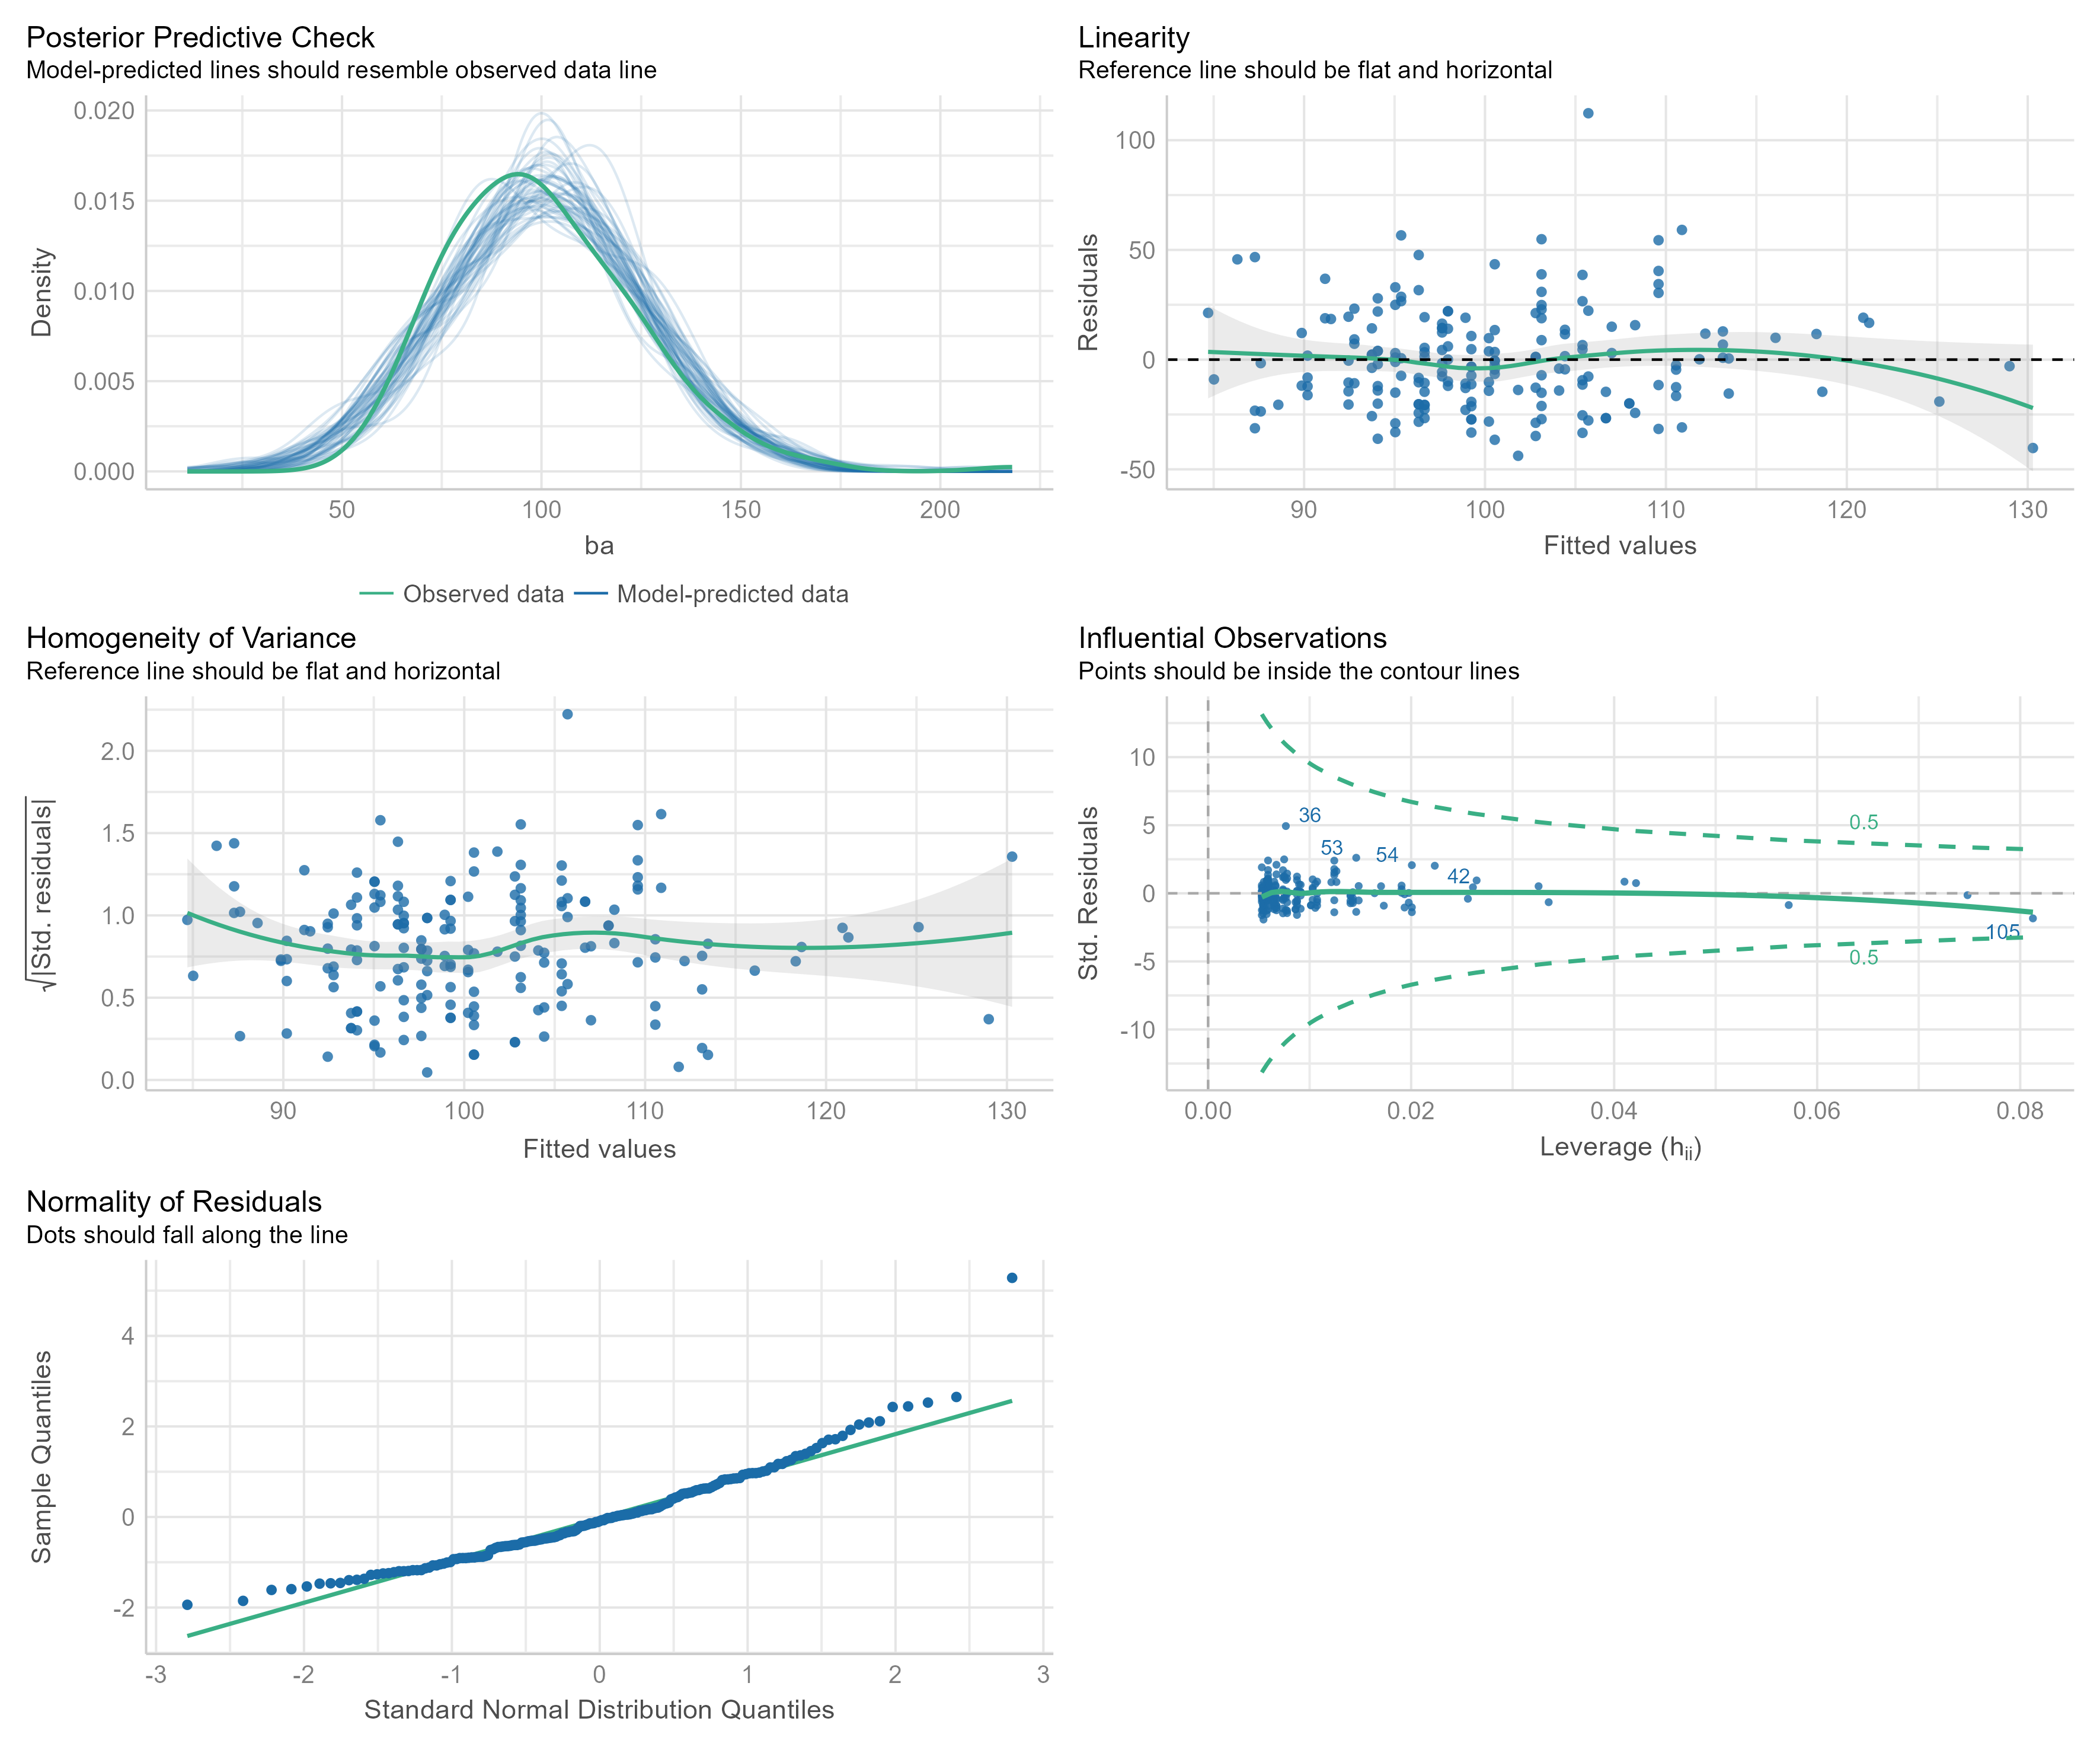 Posterior Predictive Check
Model-predicted lines should resemble observed data line
0.020
0.015
0.010
0.005
0.000
Density
50
100
150
200
ba
Observed data
Model-predicted data
Linearity
Reference line should be flat and horizontal
100
50
0
-50
Residuals
90
100
110
120
130
Fitted values
Homogeneity of Variance
Reference line should be flat and horizontal
2.0
1.5
1.0
0.5
0.0
√|Std. residuals|
90
100
110
120
130
Fitted values
Influential Observations
Points should be inside the contour lines
10
5
0
-5
-10
Std. Residuals
36
53
54
42
105
0.5
0.5
0.00
0.02
0.04
0.06
0.08
Leverage (hii)
Normality of Residuals
Dots should fall along the line
4
2
0
-2
Sample Quantiles
-3
-2
-1
0
1
2
3
Standard Normal Distribution Quantiles